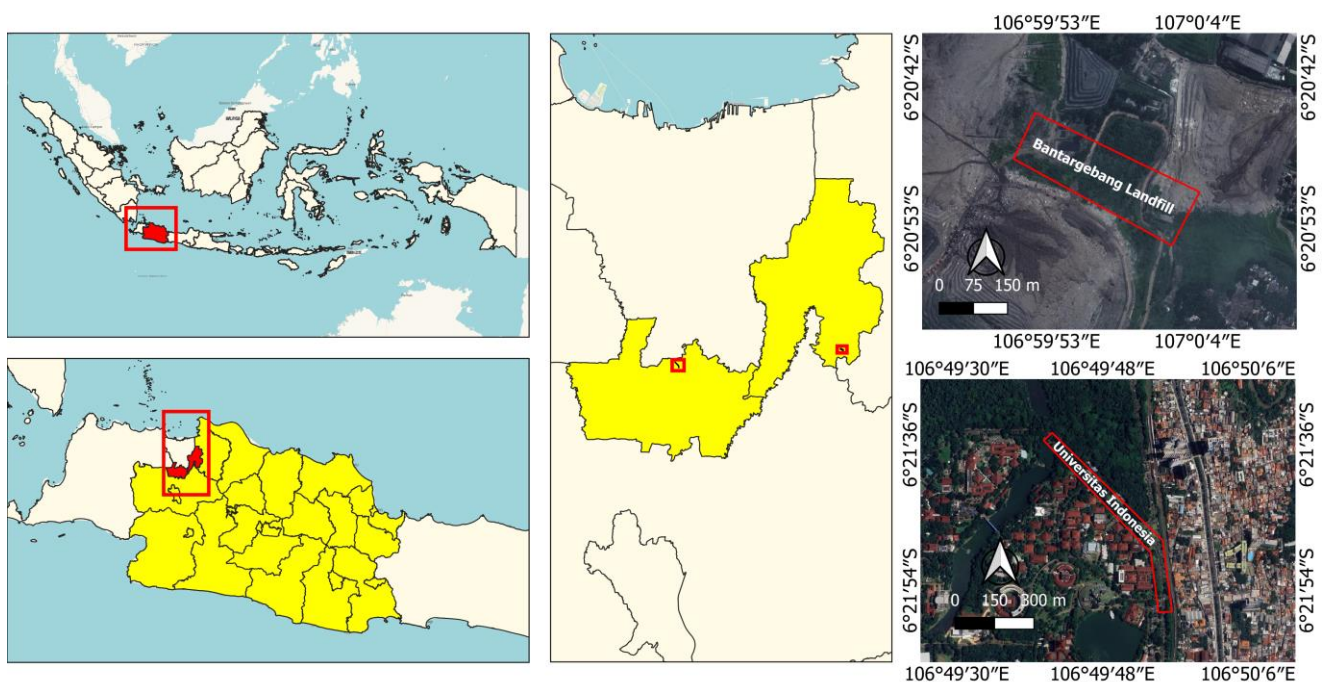 106°59′53″E 107°0′4″E
6°20′42″S
6°20′42″S
Bantargebang Landfill
6°20′53″S
6°20′53″S
0 75 150 m
106°59′53″E 107°0′4″E
106°49′30″E 106°49′48″E 106°50′6″E
6°21′36″S
6°21′36″S
Universitas Indonesia
6°21′54″S
6°21′54″S
0 150 300 m
106°49′30″E 106°49′48″E 106°50′6″E